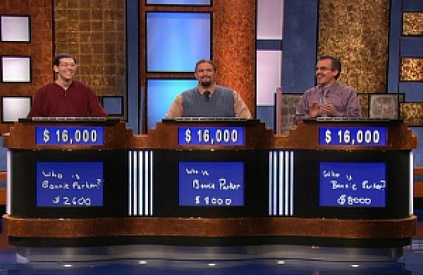 $ 16,000
$ 16,000
$ 16,000
Who is
Bonnie Parker?
$2600
Who is
Bonnie Parker
$8000
Who is
Bonnie Parker?
$8000